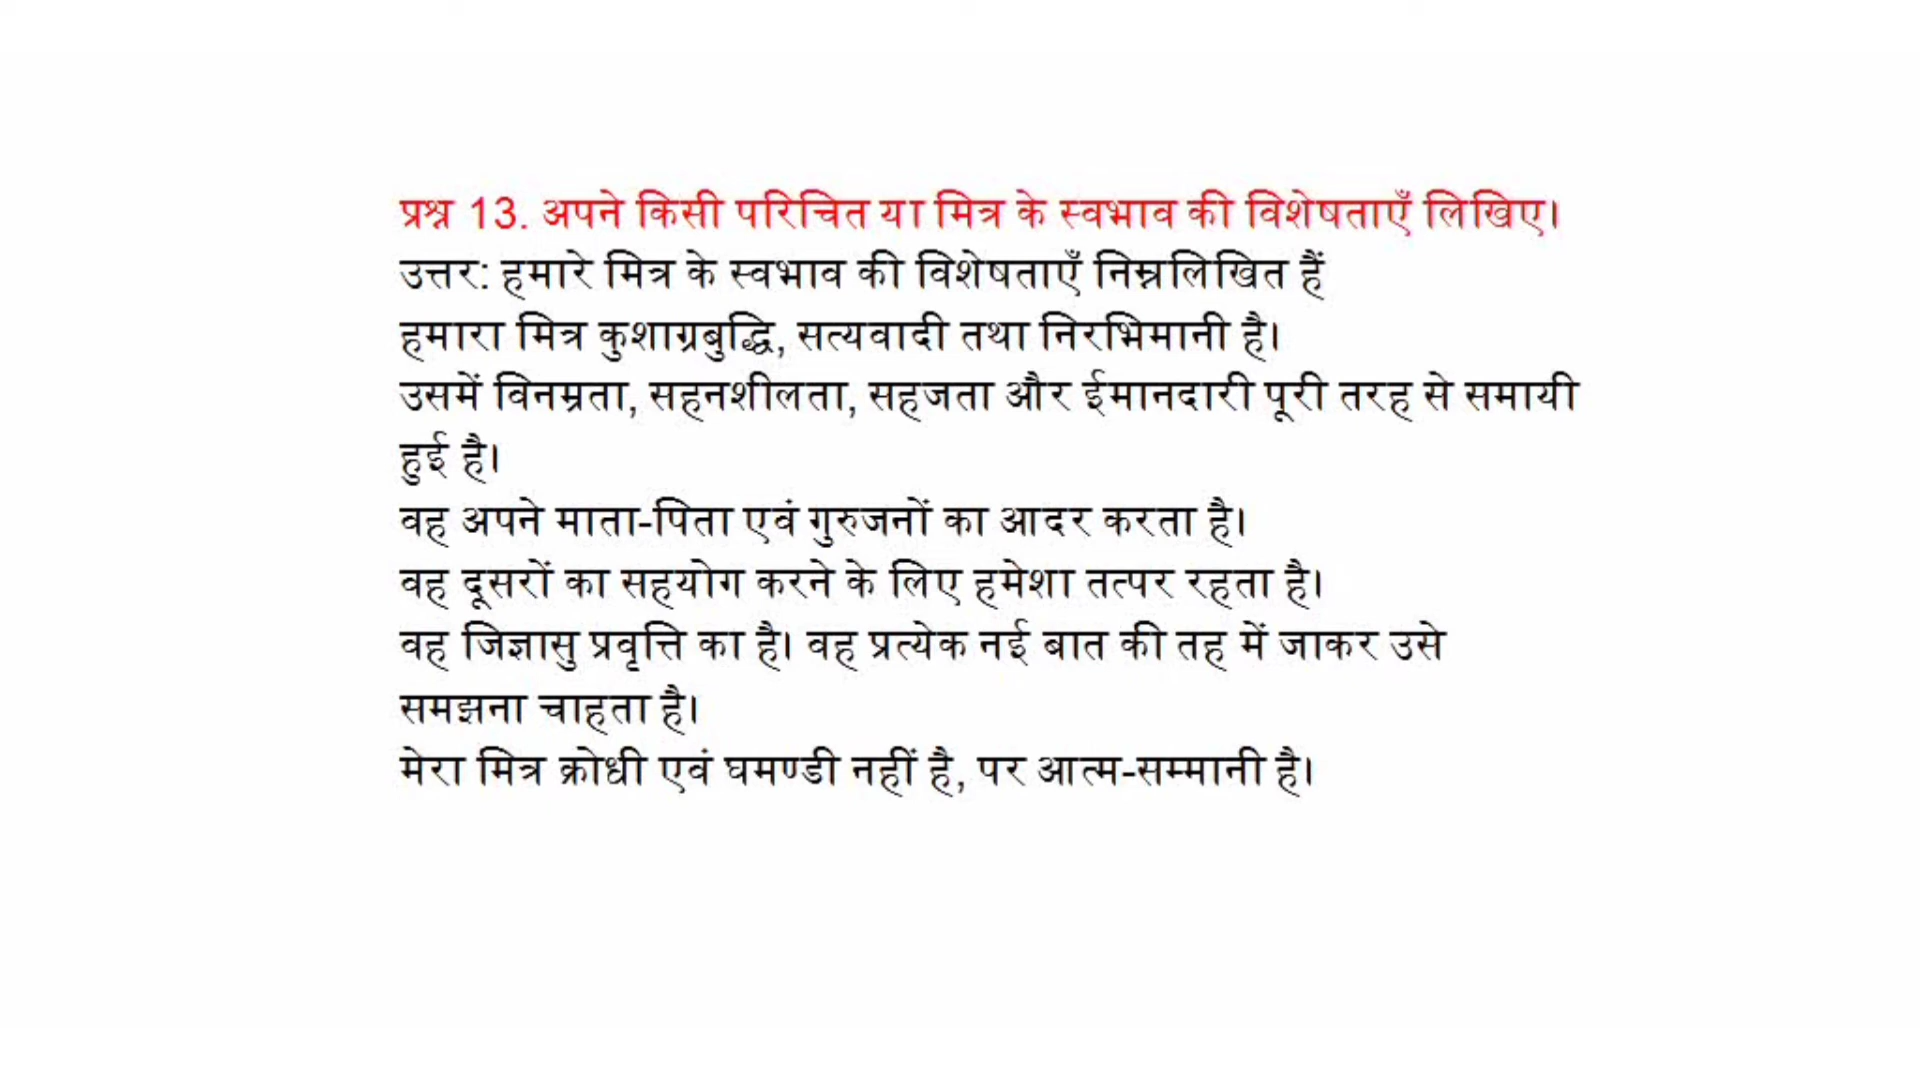 प्रश्न 13. अपने किसी परिचित या मित्र के स्वभाव की विशेषताएँ लिखिए।
उत्तर: हमारे मित्र के स्वभाव की विशेषताएँ निम्नलिखित हैं
हमारा मित्र कुशाग्रबुद्धि, सत्यवादी तथा निरभिमानी है।
उसमें विनम्रता, सहनशीलता, सहजता और ईमानदारी पूरी तरह से समायी
हुई है।
वह अपने माता-पिता एवं गुरुजनों का आदर करता है।
वह दूसरों का सहयोग करने के लिए हमेशा तत्पर रहता है।
वह जिज्ञासु प्रवृत्ति का है। वह प्रत्येक नई बात की तह में जाकर उसे
समझना चाहता है।
मेरा मित्र क्रोधी एवं घमण्डी नहीं है, पर आत्म-सम्मानी है।